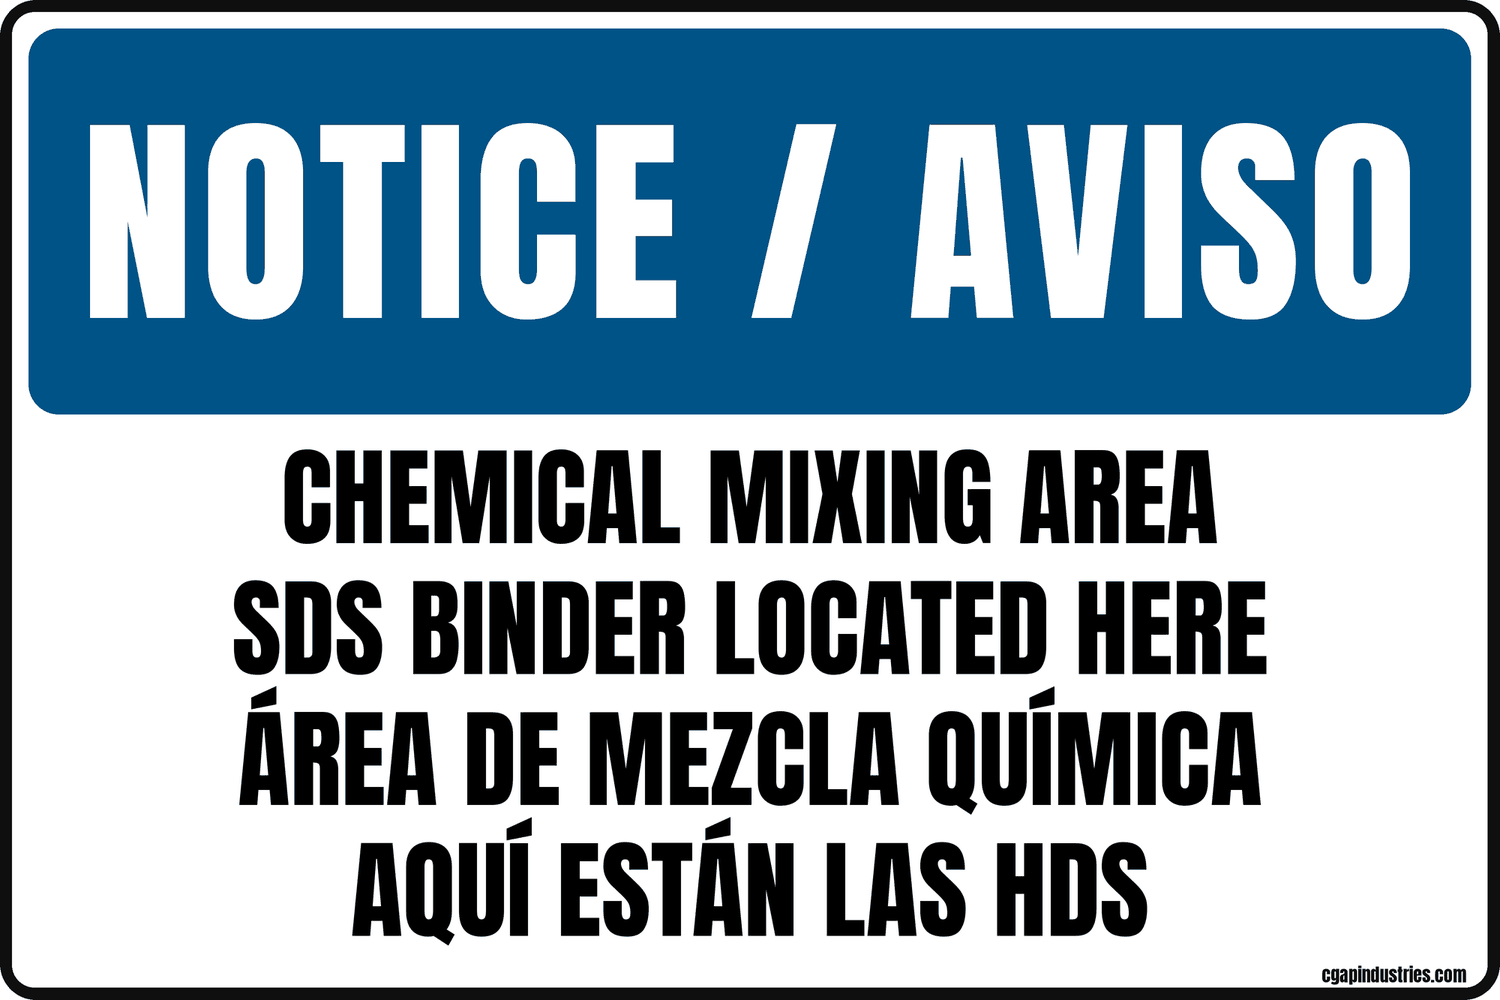 NOTICE / AVISO
CHEMICAL MIXING AREA
SDS BINDER LOCATED HERE
ÁREA DE MEZCLA QUÍMICA
AQUÍ ESTÁN LAS HDS
cgapindustries.com